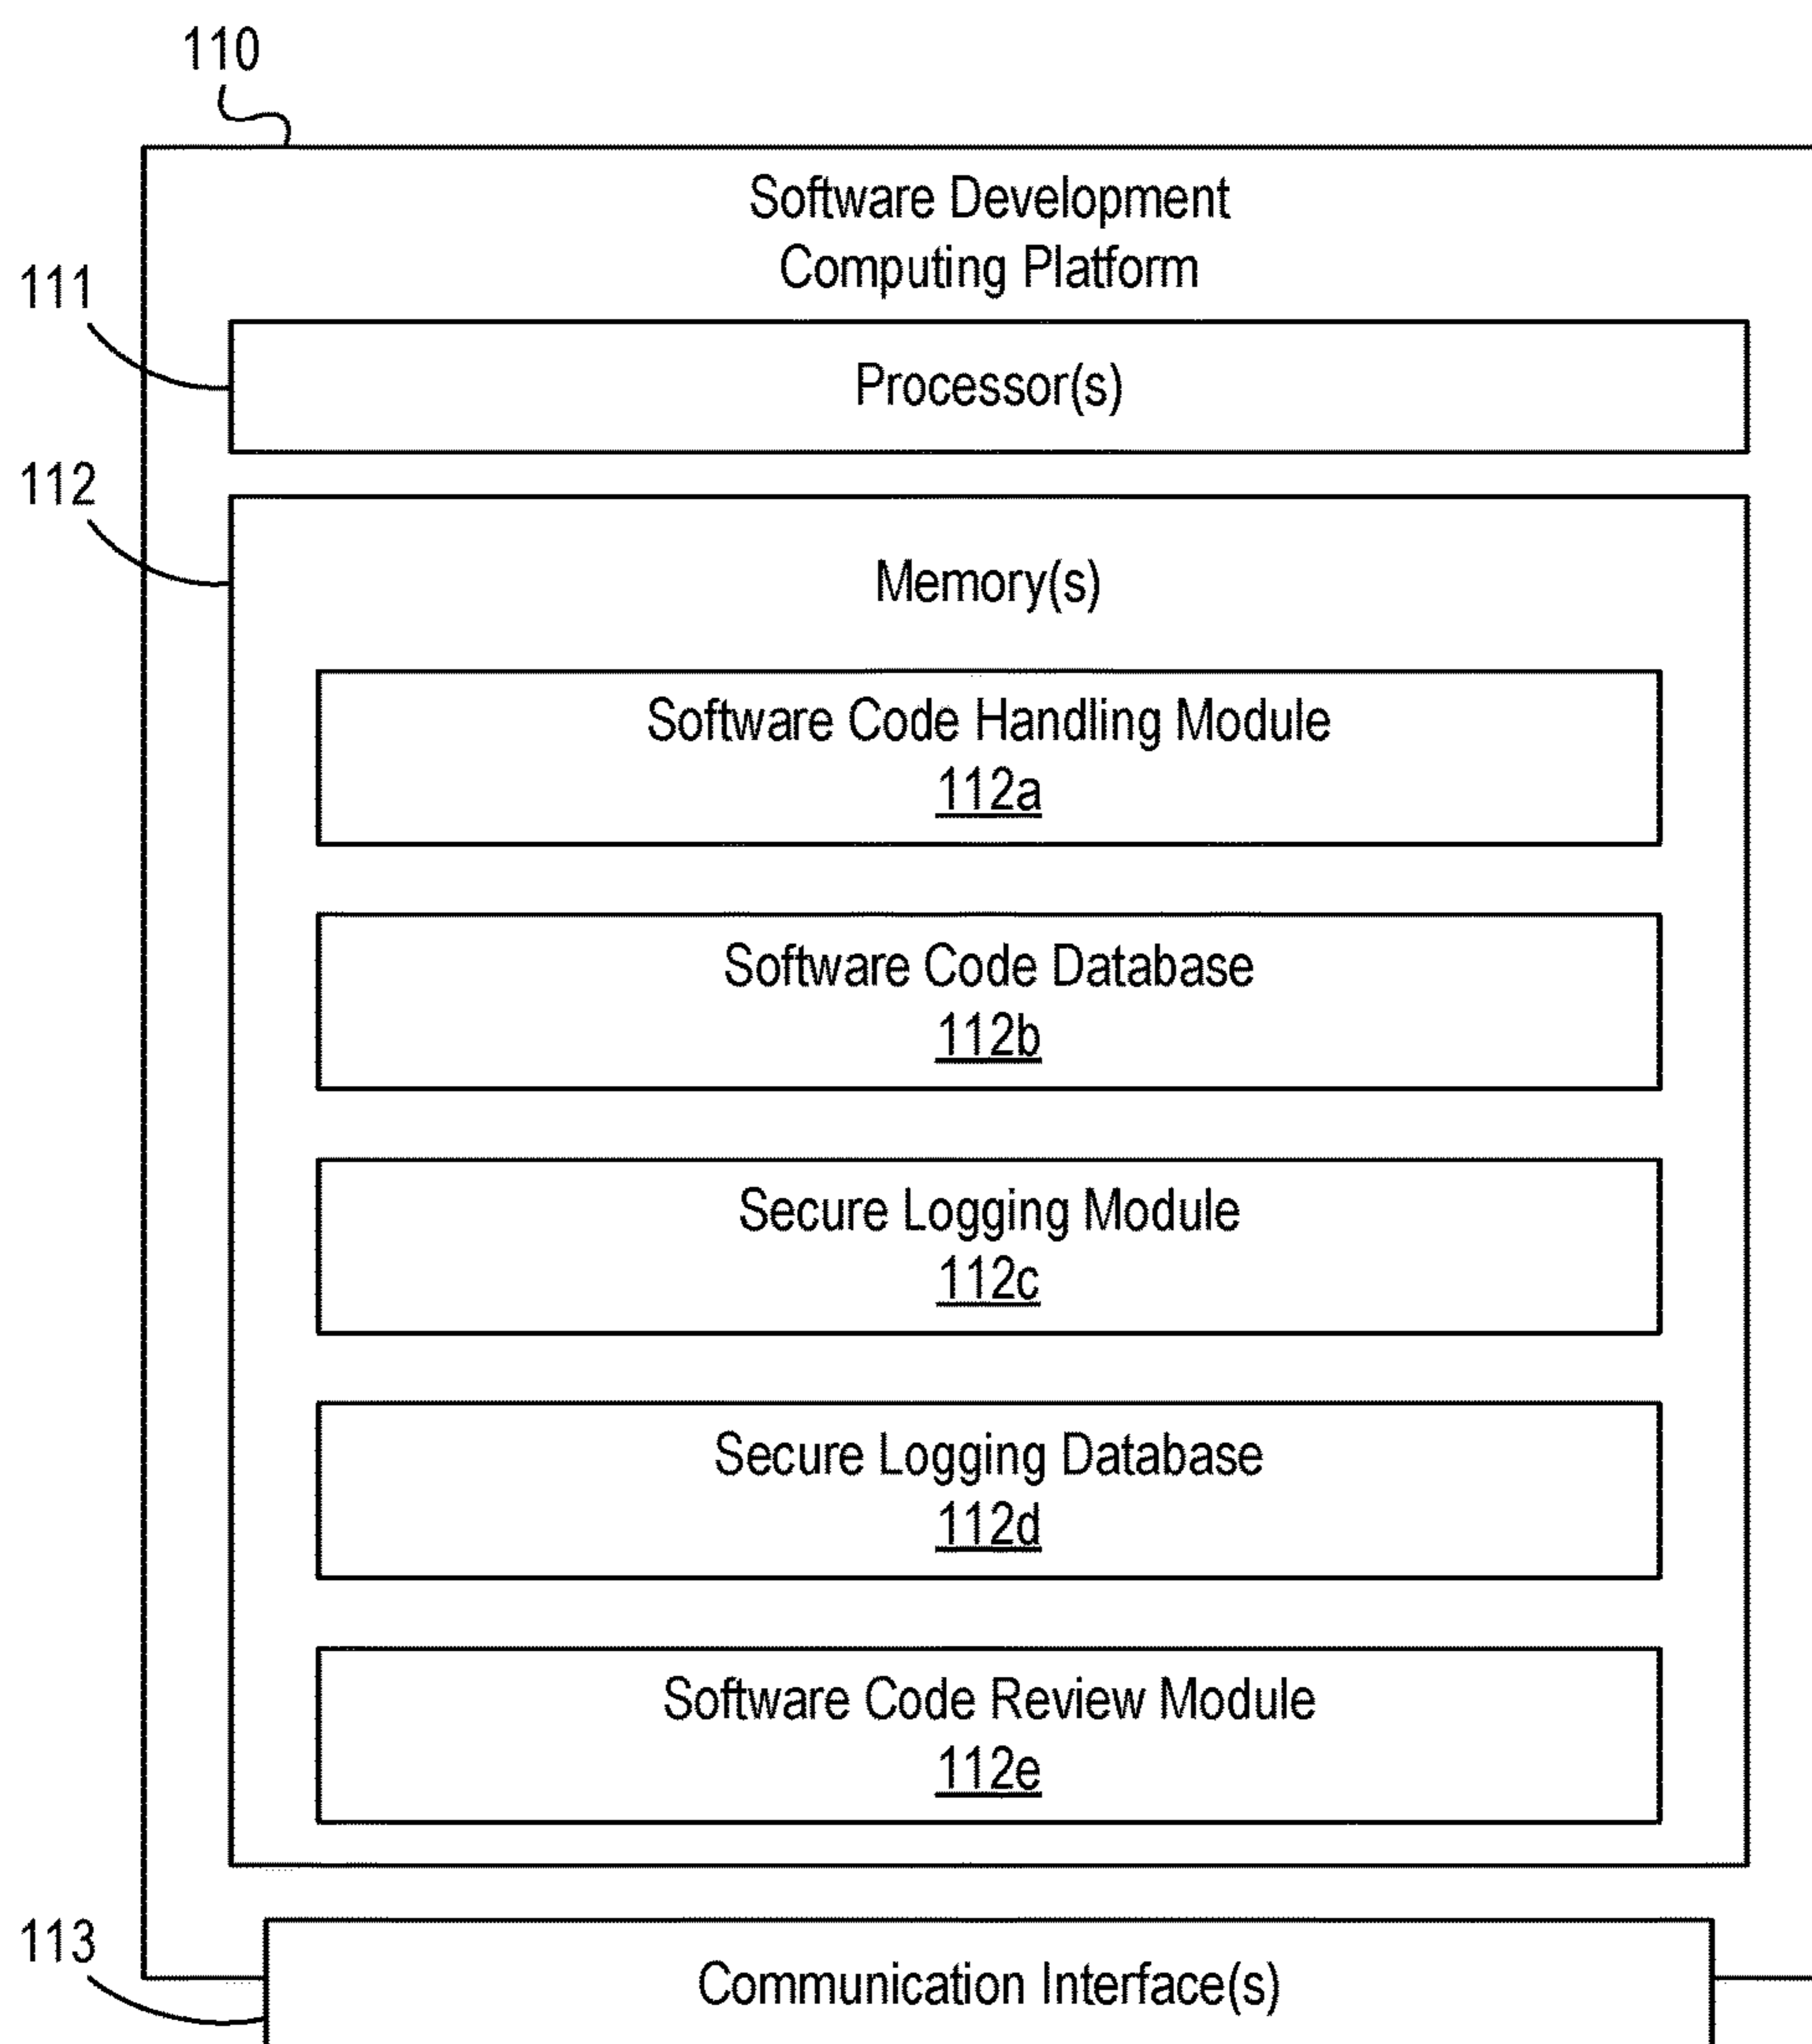 110
Software Development
Computing Platform
111
Processor(s)
112
Memory(s)
Software Code Handling Module
112a
Software Code Database
112b
Secure Logging Module
112c
Secure Logging Database
112d
Software Code Review Module
112e
113
Communication Interface(s)